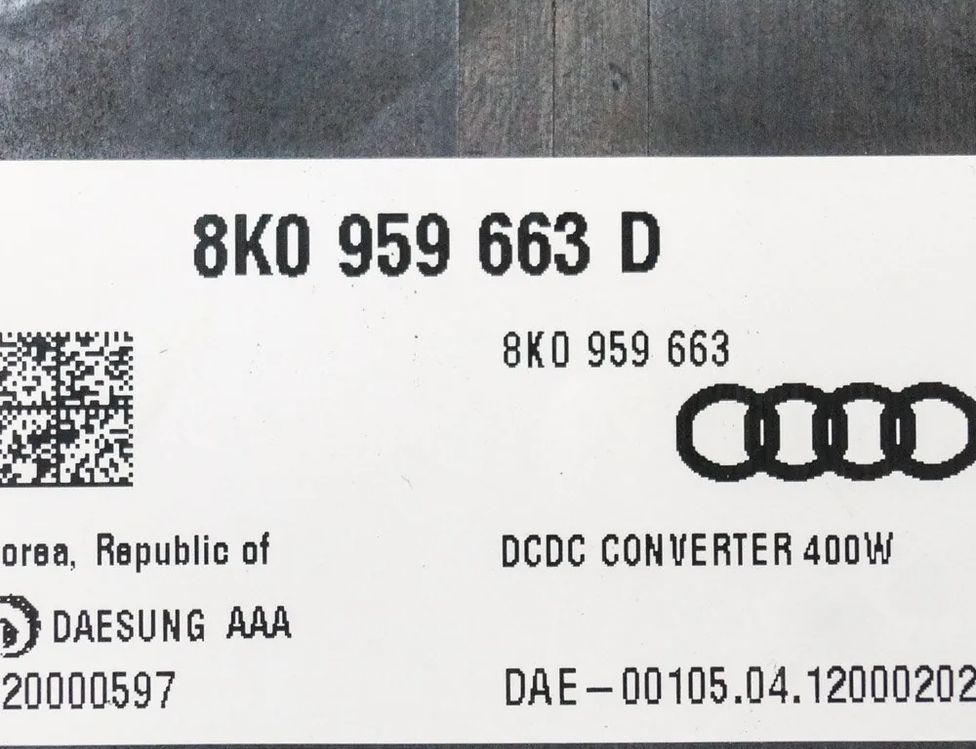 8K0 959 663 D
8K0 959 663
orea, Republic of
DCDC CONVERTER 400W
DAESUNG AAA
20000597
DAE-00105.04.12000202